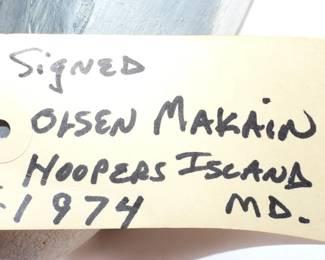 Signed
OLSEN MAKAIN
HOOPERS ISLAND
1974 MD.